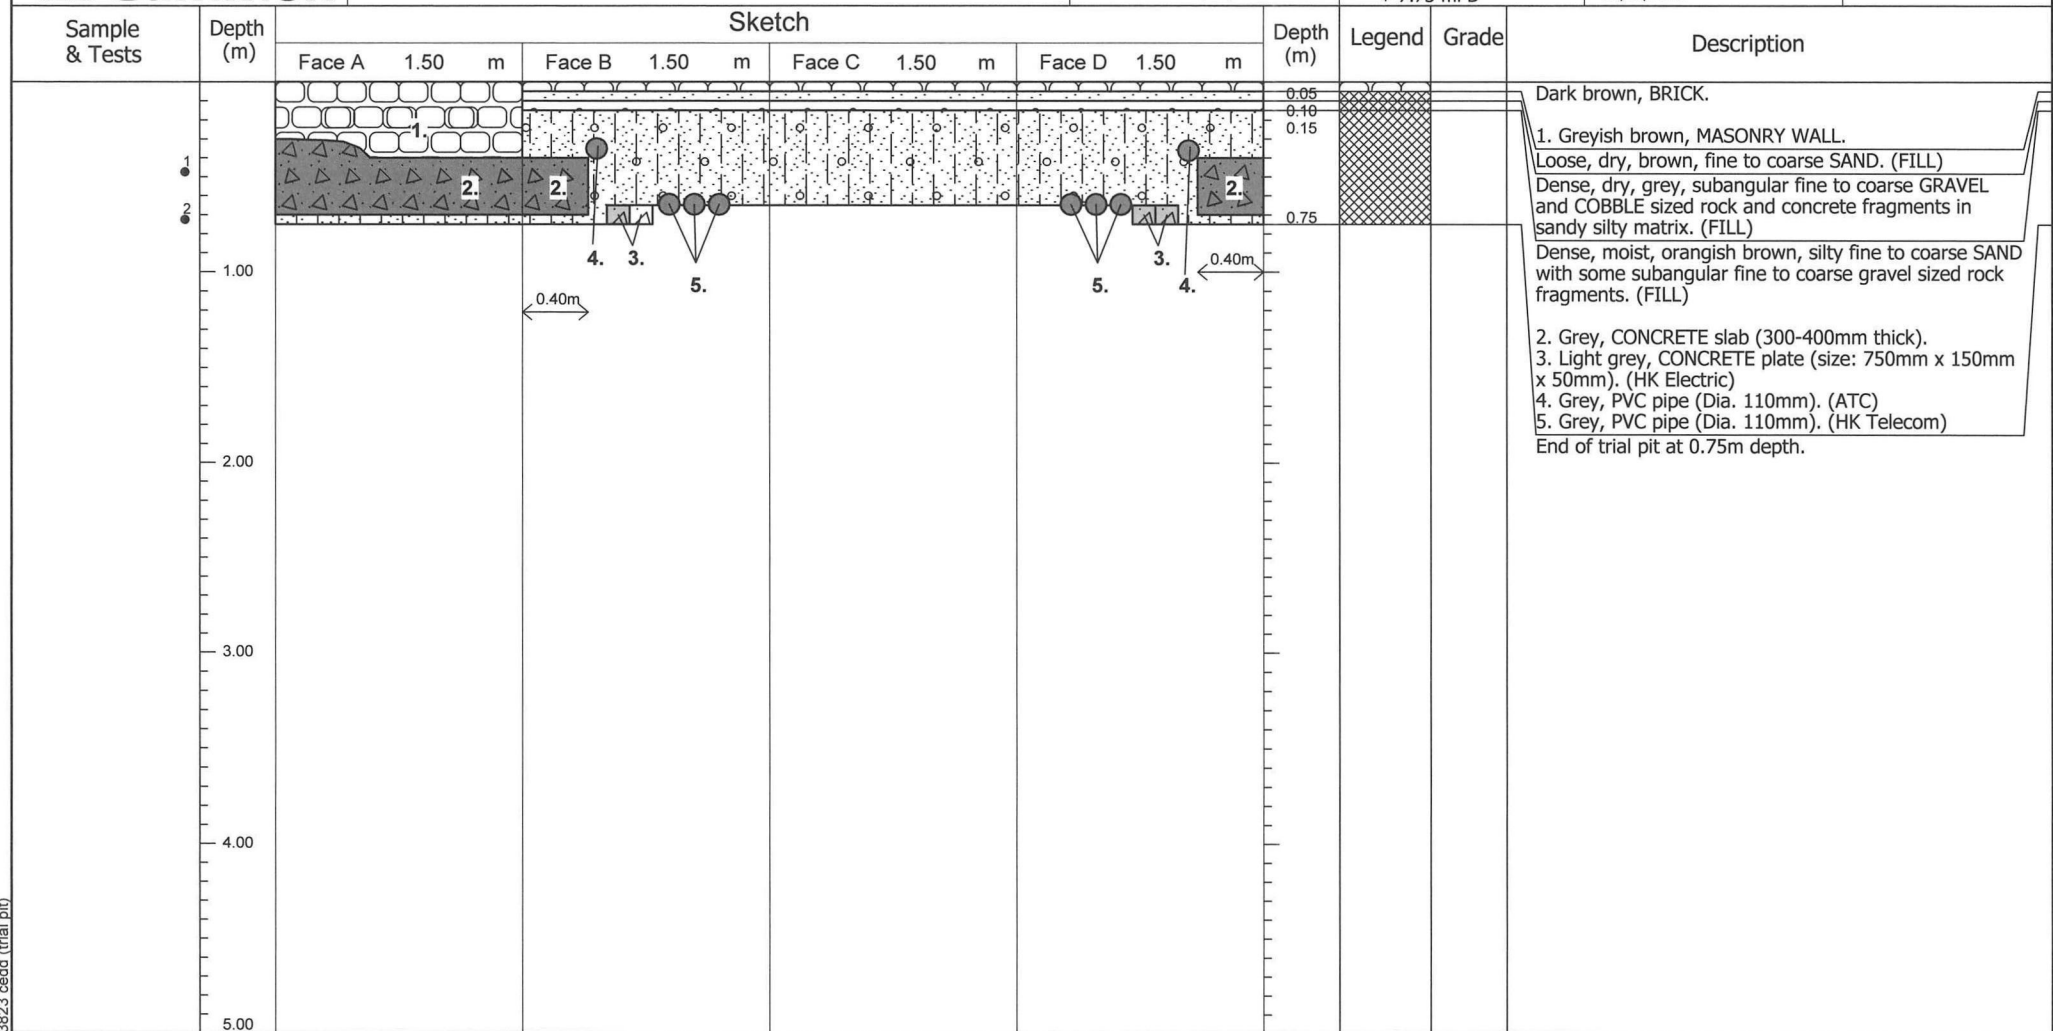 Sample & Tests
Depth (m)
Sketch
Face A 1.50 m
Face B 1.50 m
Face C 1.50 m
Face D 1.50 m
Depth (m)
Legend
Grade
Description
1
2
1.00
2.00
3.00
4.00
5.00
1.
2.
2.
2.
4.
3.
5.
0.40m
5.
3.
4.
0.40m
0.05
0.10
0.15
0.75
Dark brown, BRICK.
1. Greyish brown, MASONRY WALL.
Loose, dry, brown, fine to coarse SAND. (FILL)
Dense, dry, grey, subangular fine to coarse GRAVEL
and COBBLE sized rock and concrete fragments in
sandy silty matrix. (FILL)
Dense, moist, orangish brown, silty fine to coarse SAND
with some subangular fine to coarse gravel sized rock
fragments. (FILL)
2. Grey, CONCRETE slab (300-400mm thick).
3. Light grey, CONCRETE plate (size: 750mm x 150mm
x 50mm). (HK Electric)
4. Grey, PVC pipe (Dia. 110mm). (ATC)
5. Grey, PVC pipe (Dia. 110mm). (HK Telecom)
End of trial pit at 0.75m depth.
cedd (trial pit)